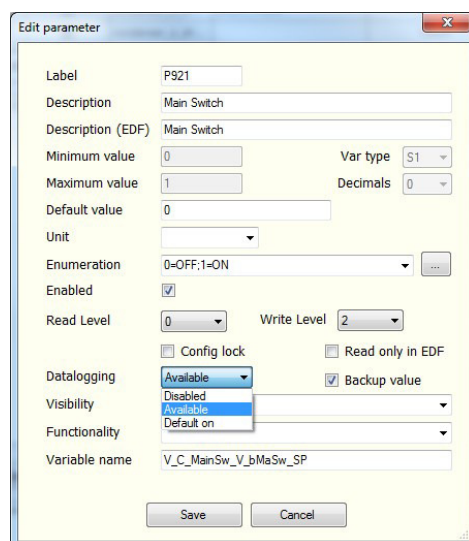 Edit parameter
Label P921
Description Main Switch
Description (EDF) Main Switch
Minimum value 0 Var type S1
Maximum value 1 Decimals 0
Default value 0
Unit
Enumeration 0=OFF;1=ON ...
Enabled
Read Level 0 Write Level 2
Config lock Read only in EDF
Datalogging Available Backup value
Disabled
Visibility
Available
Default on
Functionality
Variable name V_C_MainSw_V_bMaSw_SP
Save Cancel